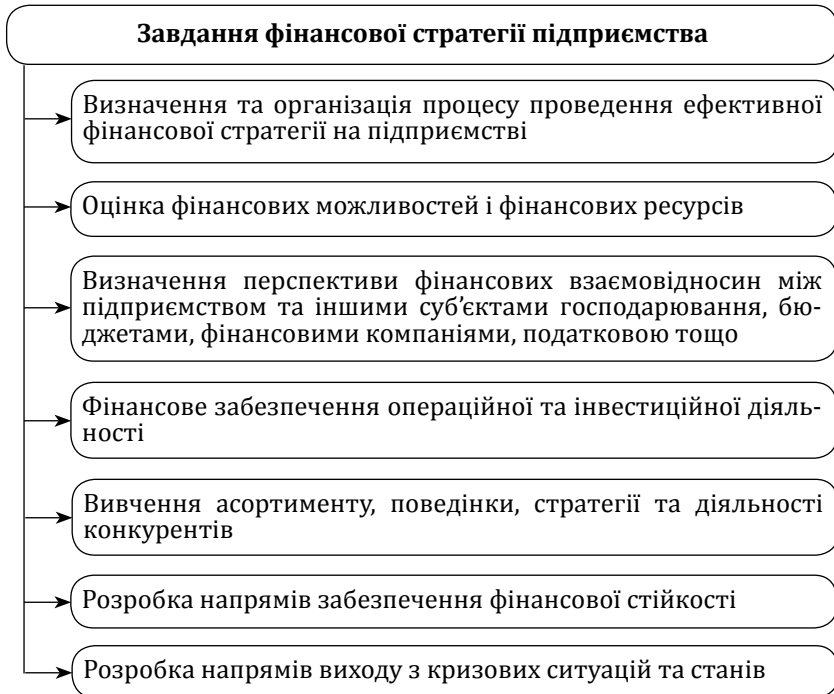 Завдання фінансової стратегії підприємства
Визначення та організація процесу проведення ефективної
фінансової стратегії на підприємстві
Оцінка фінансових можливостей і фінансових ресурсів
Визначення перспективи фінансових взаємовідносин між
підприємством та іншими суб’єктами господарювання, бю-
джетами, фінансовими компаніями, податковою тощо
Фінансове забезпечення операційної та інвестиційної діяль-
ності
Вивчення асортименту, поведінки, стратегії та діяльності
конкурентів
Розробка напрямів забезпечення фінансової стійкості
Розробка напрямів виходу з кризових ситуацій та станів